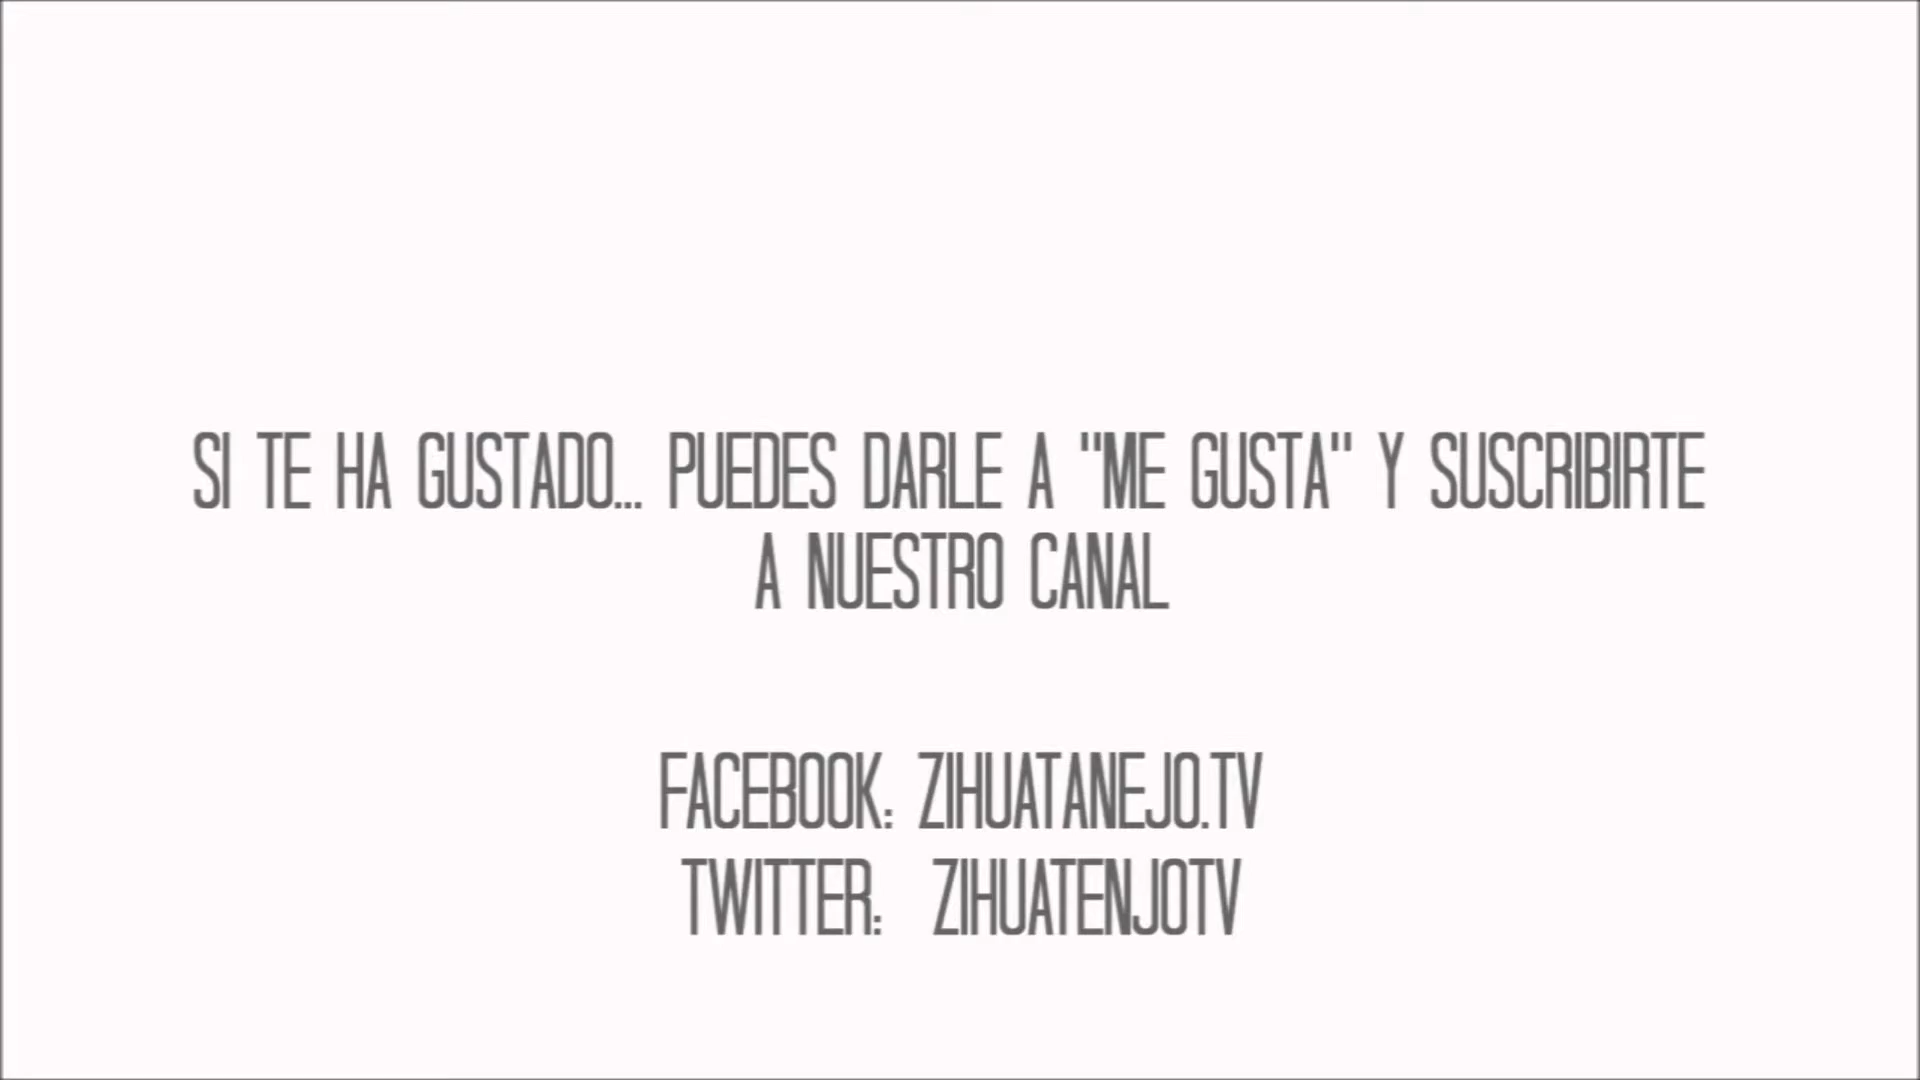 SI TE HA GUSTADO... PUEDES DARLE A "ME GUSTA" Y SUSCRIBIRTE
A NUESTRO CANAL
FACEBOOK: ZIHUATANEJO.TV
TWITTER: ZIHUATENJOTV